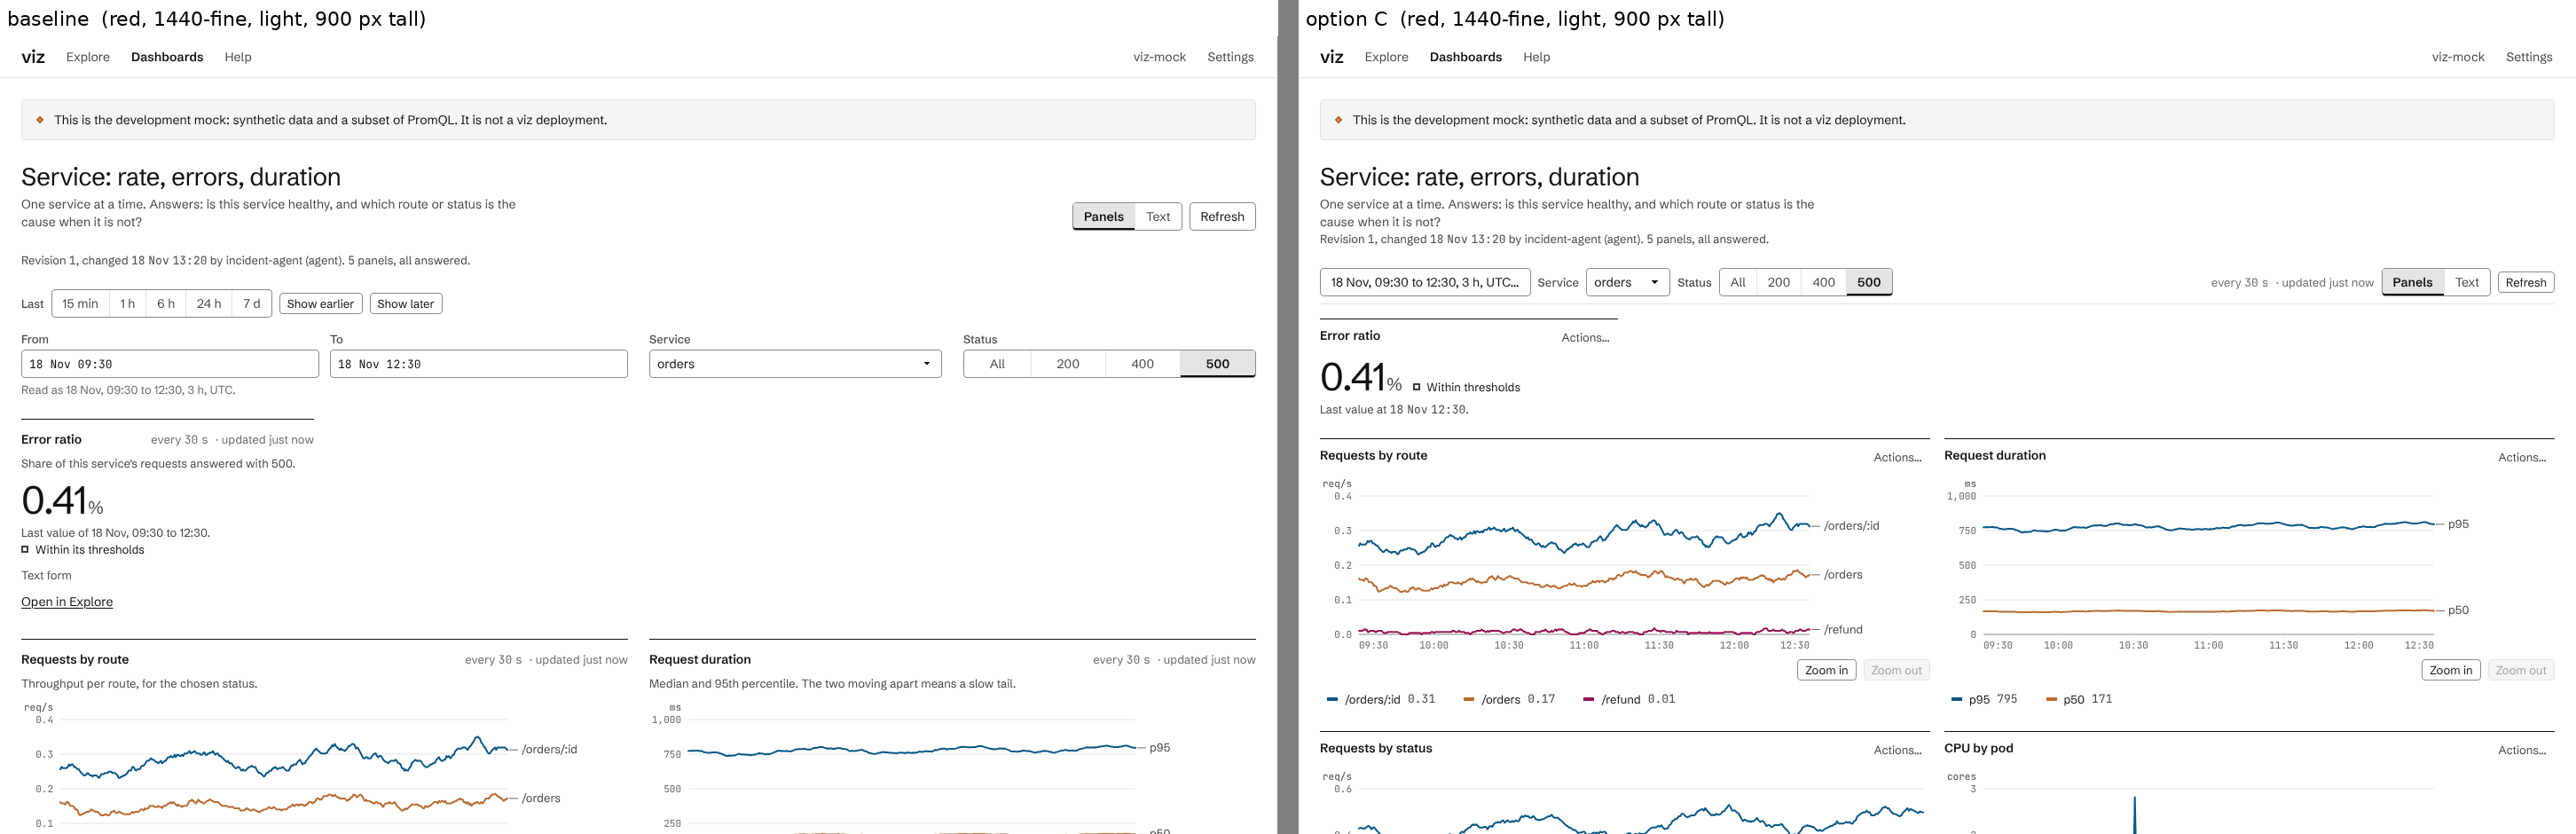 baseline (red, 1440-fine, light, 900 px tall)
viz Explore Dashboards Help viz-mock Settings
This is the development mock: synthetic data and a subset of PromQL. It is not a viz deployment.
Service: rate, errors, duration
One service at a time. Answers: is this service healthy, and which route or status is the
cause when it is not?
Panels Text Refresh
Revision 1, changed 18 Nov 13:20 by incident-agent (agent). 5 panels, all answered.
Last 15 min 1 h 6 h 24 h 7 d Show earlier Show later
From To Service Status
18 Nov 09:30 18 Nov 12:30 orders All 200 400 500
Read as 18 Nov, 09:30 to 12:30, 3 h, UTC.
Error ratio every 30 s · updated just now
Share of this service's requests answered with 500.
0.41%
Last value of 18 Nov, 09:30 to 12:30.
Within its thresholds
Text form
Open in Explore
Requests by route every 30 s · updated just now
Throughput per route, for the chosen status.
req/s
0.4
0.3
0.2
0.1
/orders/:id
/orders
Request duration every 30 s · updated just now
Median and 95th percentile. The two moving apart means a slow tail.
ms
1,000
750
500
250
p95
p50
option C (red, 1440-fine, light, 900 px tall)
viz Explore Dashboards Help viz-mock Settings
This is the development mock: synthetic data and a subset of PromQL. It is not a viz deployment.
Service: rate, errors, duration
One service at a time. Answers: is this service healthy, and which route or status is the
cause when it is not?
Revision 1, changed 18 Nov 13:20 by incident-agent (agent). 5 panels, all answered.
18 Nov, 09:30 to 12:30, 3 h, UTC... Service orders Status All 200 400 500 every 30 s · updated just now Panels Text Refresh
Error ratio Actions...
0.41% Within thresholds
Last value at 18 Nov 12:30.
Requests by route Actions...
req/s
0.4
0.3
0.2
0.1
0.0
/orders/:id
/orders
/refund
09:30 10:00 10:30 11:00 11:30 12:00 12:30
Zoom in Zoom out
/orders/:id 0.31 /orders 0.17 /refund 0.01
Request duration Actions...
ms
1,000
750
500
250
0
p95
p50
09:30 10:00 10:30 11:00 11:30 12:00 12:30
Zoom in Zoom out
p95 795 p50 171
Requests by status Actions...
req/s
0.6
CPU by pod Actions...
cores
3